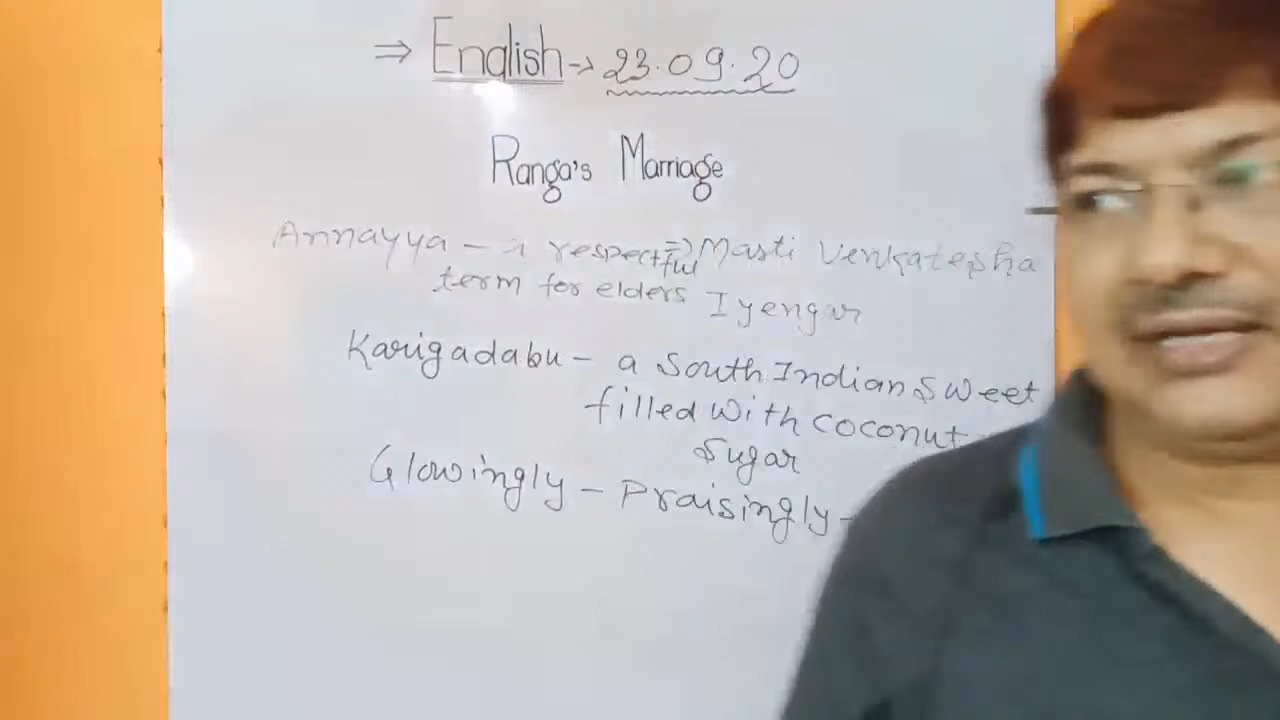 ⇒ English → 23.09.20
Ranga's Marriage
Annayya - a respectful ⇒ Masti Venkatesha
term for elders Iyengar
Karigadabu - a South Indian Sweet
filled with coconut
Sugar
Glowingly - Praisingly -